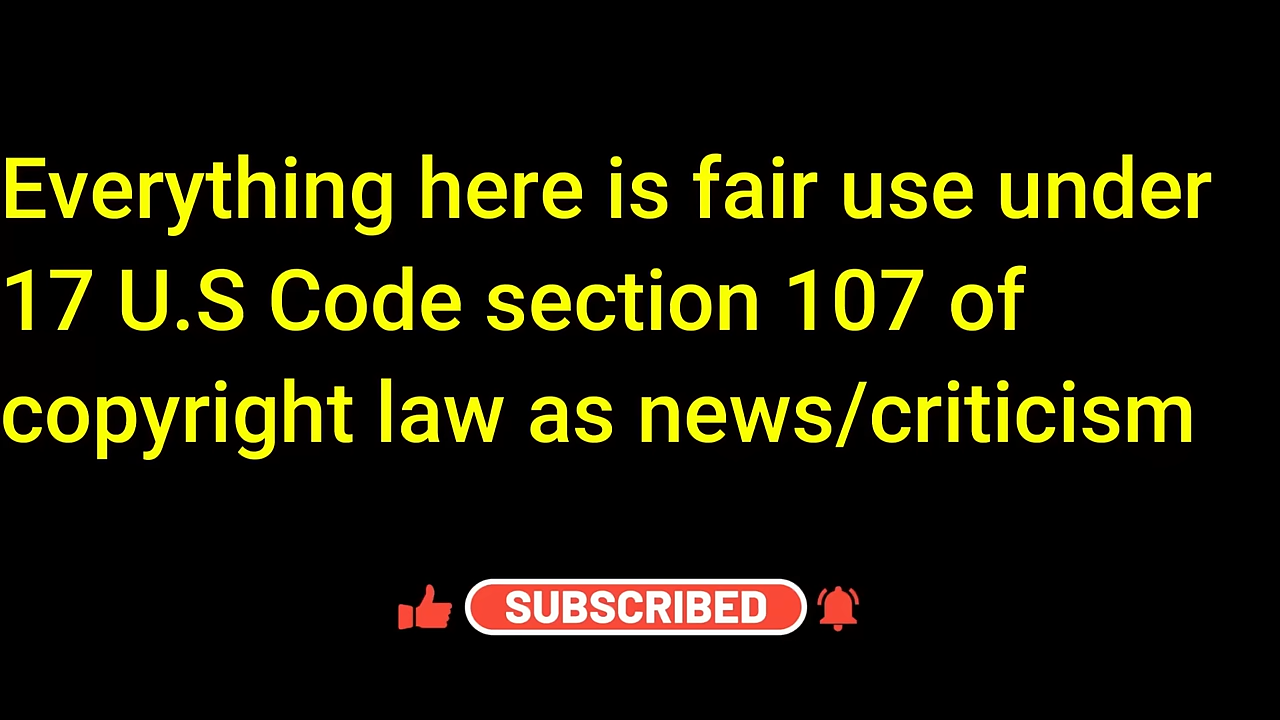 Everything here is fair use under
17 U.S Code section 107 of
copyright law as news/criticism
SUBSCRIBED